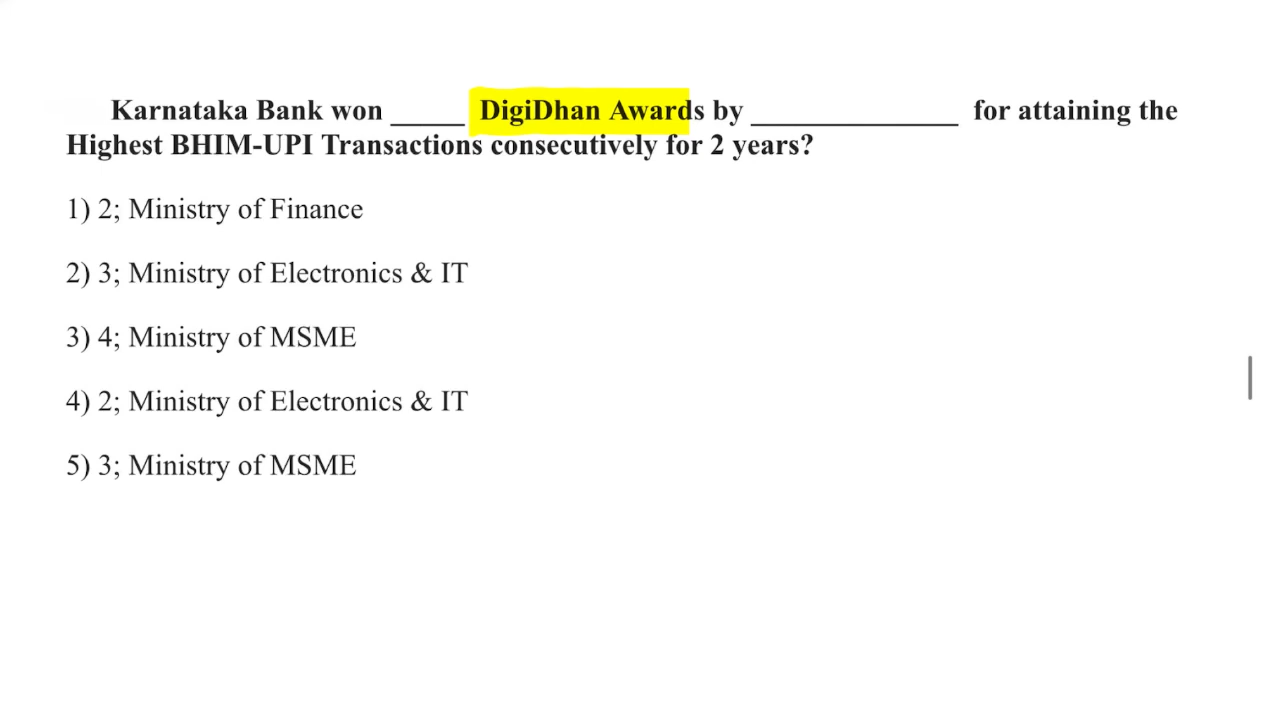 Karnataka Bank won _____ DigiDhan Awards by ______________ for attaining the
Highest BHIM-UPI Transactions consecutively for 2 years?
1) 2; Ministry of Finance
2) 3; Ministry of Electronics & IT
3) 4; Ministry of MSME
4) 2; Ministry of Electronics & IT
5) 3; Ministry of MSME